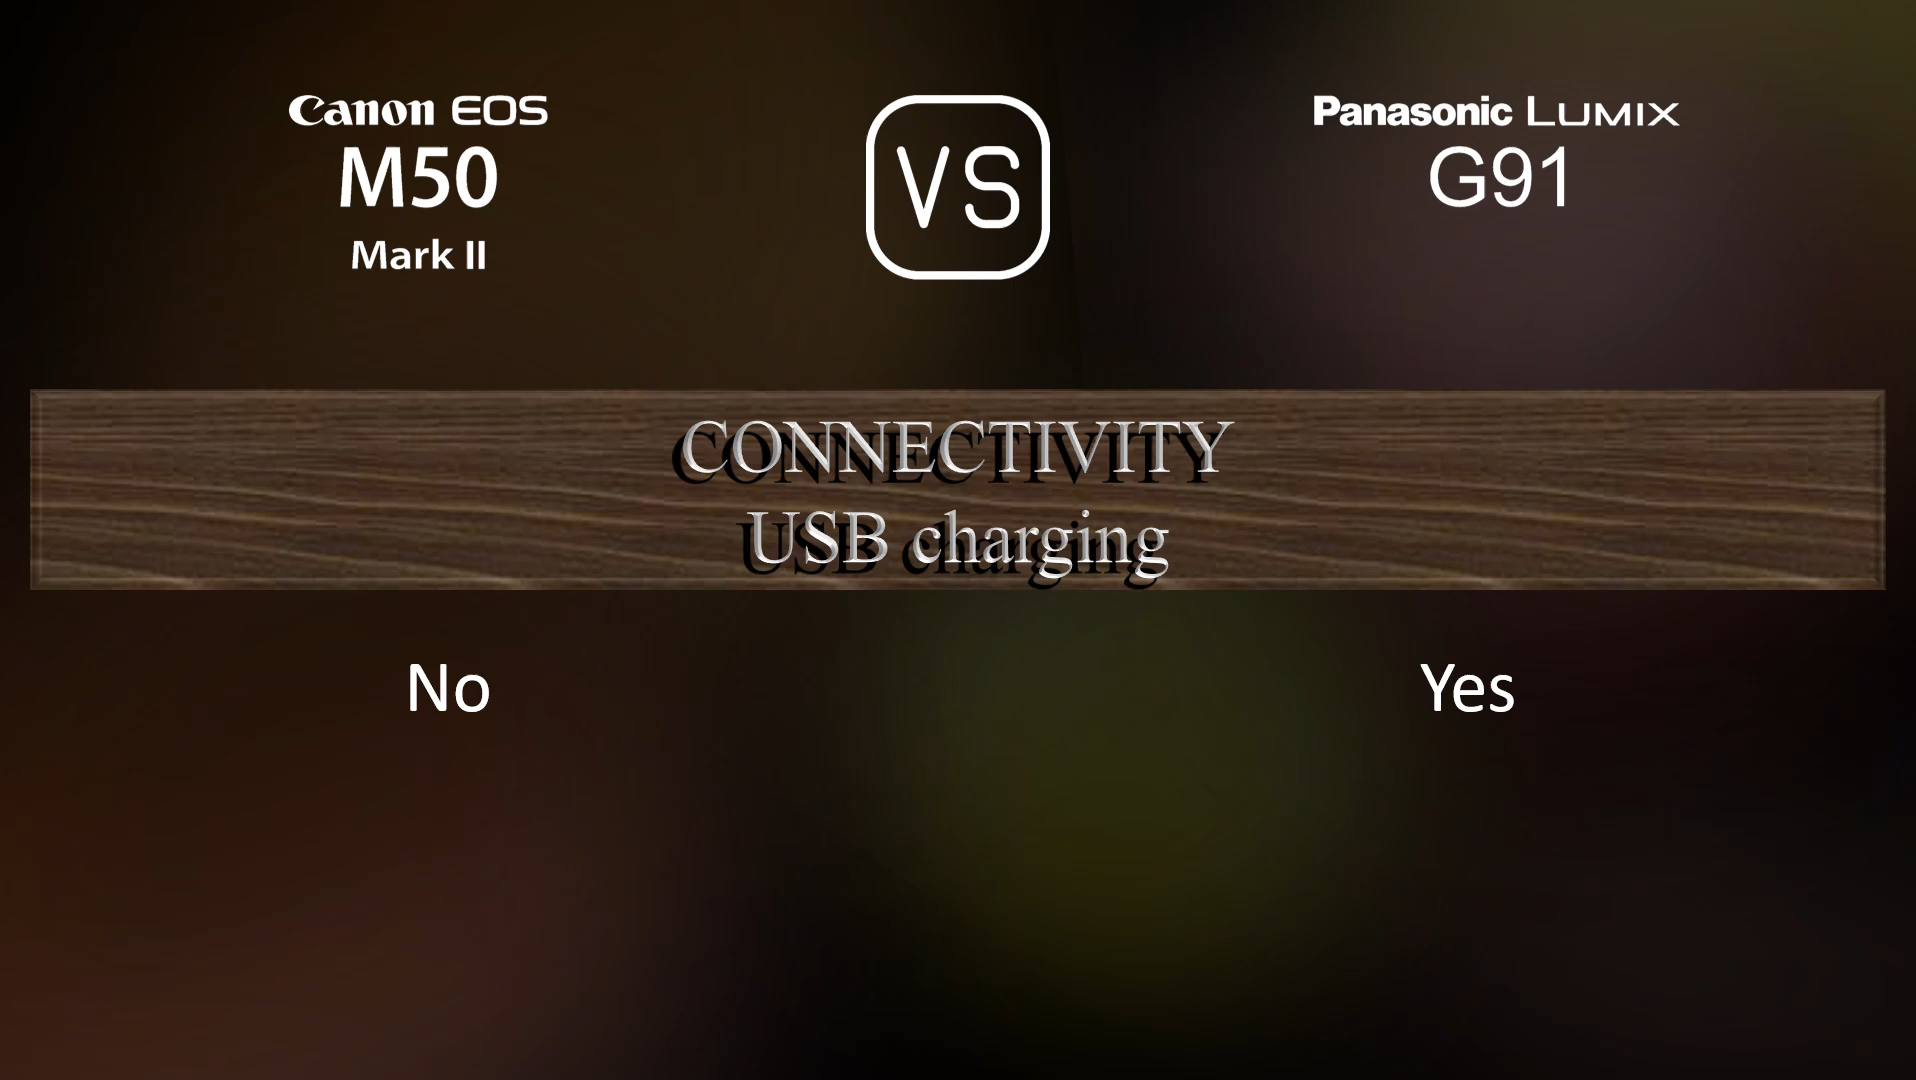 Canon EOS
M50
Mark II
VS
Panasonic LUMIX
G91
CONNECTIVITY
USB charging
No
Yes